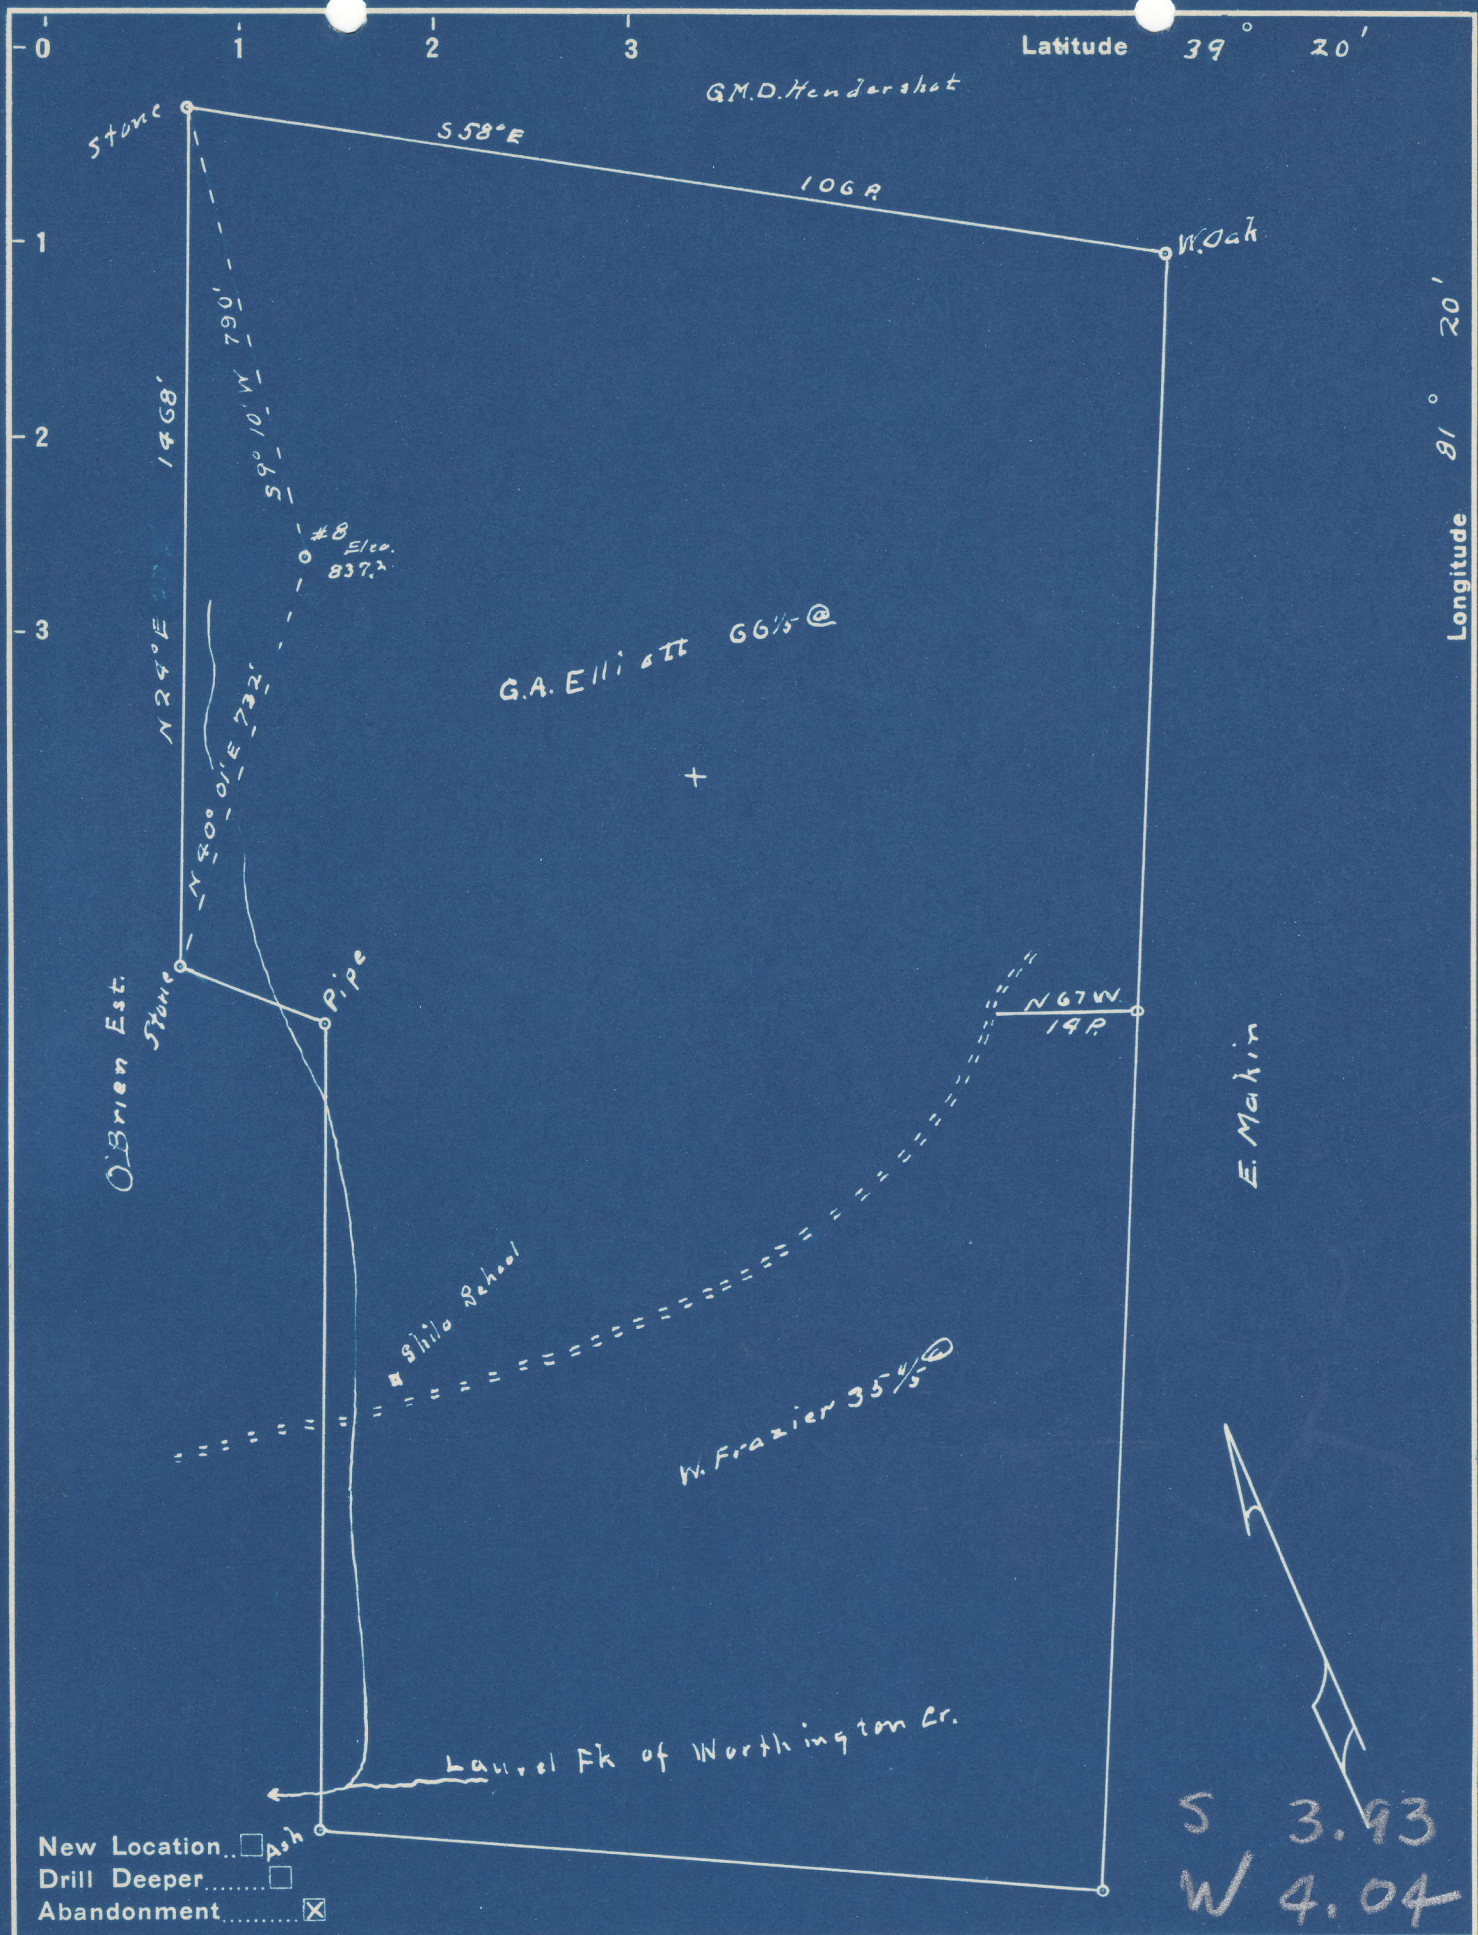 0 1 2 3 Latitude 39° 20'
G.M.D. Hendershot
Stone
S 58° E
106 P.
W. Oak
1
790'
S 9° 10' W
1468'
N 24° E
2
81° 20'
Longitude
#8
Elev.
837.2
3
G.A. Elliott 66 1/5 @
N 40° 01' E 732'
O'Brien Est.
Stone
Pipe
N 67 W
14 P.
E. Makin
Shilo School
W. Frazier 35 4/5 @
Laurel Fk of Worthington Cr.
S 3.93
W 4.04
Ash
New Location.. ☐
Drill Deeper........ ☐
Abandonment.......... ☒